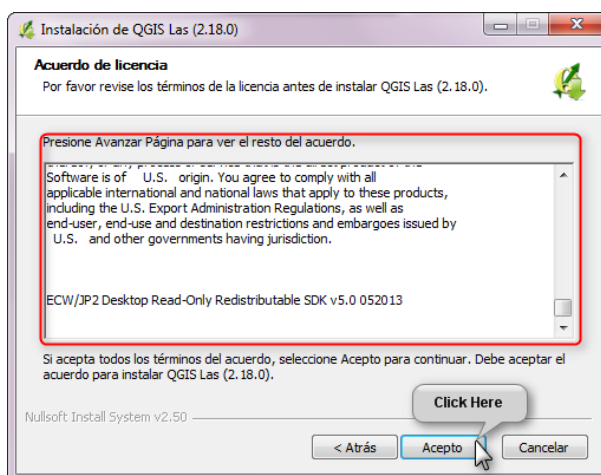 Instalación de QGIS Las (2.18.0)
Acuerdo de licencia
Por favor revise los términos de la licencia antes de instalar QGIS Las (2.18.0).
Presione Avanzar Página para ver el resto del acuerdo.
Software is of U.S. origin. You agree to comply with all
applicable international and national laws that apply to these products,
including the U.S. Export Administration Regulations, as well as
end-user, end-use and destination restrictions and embargoes issued by
U.S. and other governments having jurisdiction.
ECW/JP2 Desktop Read-Only Redistributable SDK v5.0 052013
Si acepta todos los términos del acuerdo, seleccione Acepto para continuar. Debe aceptar el
acuerdo para instalar QGIS Las (2.18.0).
Click Here
Nullsoft Install System v2.50
< Atrás Acepto Cancelar